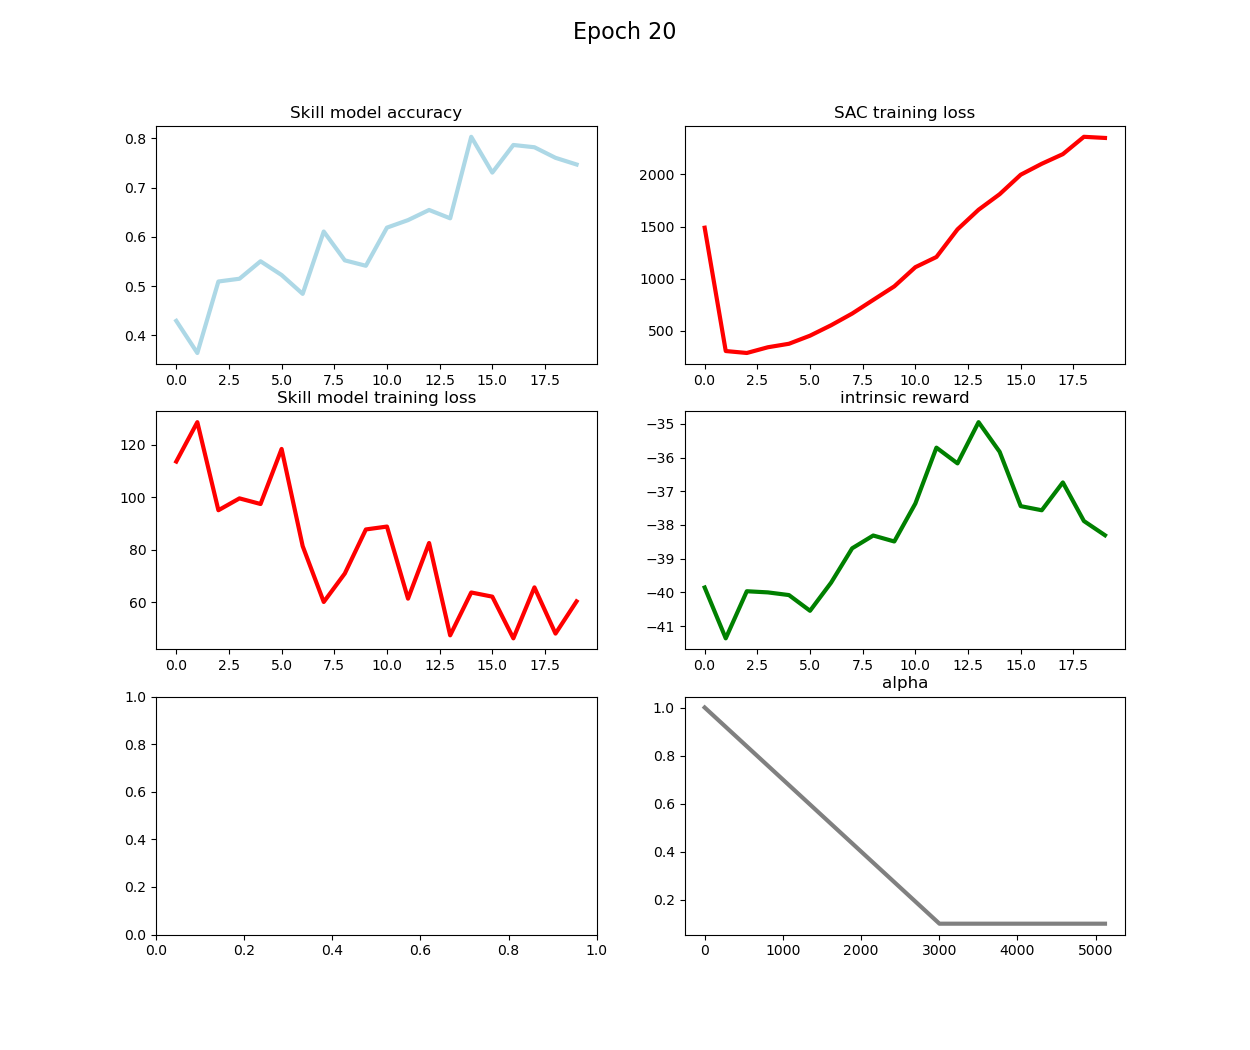 Epoch 20
Skill model accuracy
0.8
0.7
0.6
0.5
0.4
0.0 2.5 5.0 7.5 10.0 12.5 15.0 17.5
SAC training loss
2000
1500
1000
500
0.0 2.5 5.0 7.5 10.0 12.5 15.0 17.5
Skill model training loss
120
100
80
60
0.0 2.5 5.0 7.5 10.0 12.5 15.0 17.5
intrinsic reward
−35
−36
−37
−38
−39
−40
−41
0.0 2.5 5.0 7.5 10.0 12.5 15.0 17.5
1.0
0.8
0.6
0.4
0.2
0.0
0.0 0.2 0.4 0.6 0.8 1.0
alpha
1.0
0.8
0.6
0.4
0.2
0 1000 2000 3000 4000 5000